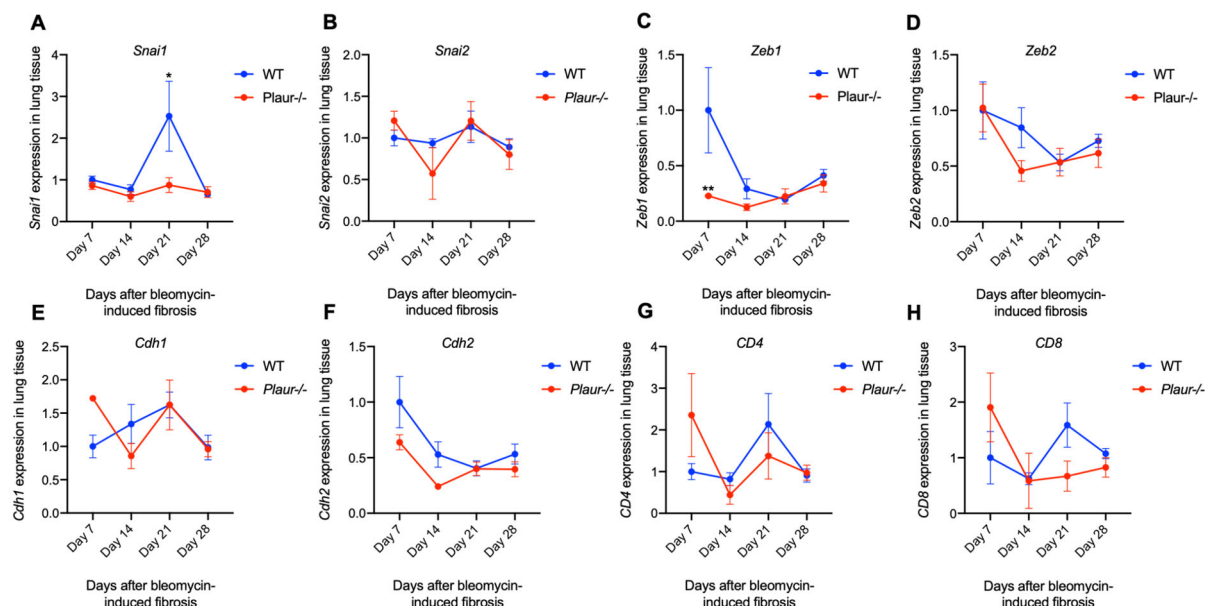 A
Snai1
Snai1 expression in lung tissue
4
3
2
1
0
*
WT
Plaur-/-
Day 7
Day 14
Day 21
Day 28
Days after bleomycin-
induced fibrosis
B
Snai2
Snai2 expression in lung tissue
2.0
1.5
1.0
0.5
0.0
WT
Plaur-/-
Day 7
Day 14
Day 21
Day 28
Days after bleomycin-
induced fibrosis
C
Zeb1
Zeb1 expression in lung tissue
1.5
1.0
0.5
0.0
**
WT
Plaur-/-
Day 7
Day 14
Day 21
Day 28
Days after bleomycin-
induced fibrosis
D
Zeb2
Zeb2 expression in lung tissue
1.5
1.0
0.5
0.0
WT
Plaur-/-
Day 7
Day 14
Day 21
Day 28
Days after bleomycin-
induced fibrosis
E
Cdh1
Cdh1 expression in lung tissue
2.5
2.0
1.5
1.0
0.5
0.0
WT
Plaur-/-
Day 7
Day 14
Day 21
Day 28
Days after bleomycin-
induced fibrosis
F
Cdh2
Cdh2 expression in lung tissue
1.5
1.0
0.5
0.0
WT
Plaur-/-
Day 7
Day 14
Day 21
Day 28
Days after bleomycin-
induced fibrosis
G
CD4
CD4 expression in lung tissue
4
3
2
1
0
WT
Plaur-/-
Day 7
Day 14
Day 21
Day 28
Days after bleomycin-
induced fibrosis
H
CD8
CD8 expression in lung tissue
3
2
1
0
WT
Plaur-/-
Day 7
Day 14
Day 21
Day 28
Days after bleomycin-
induced fibrosis